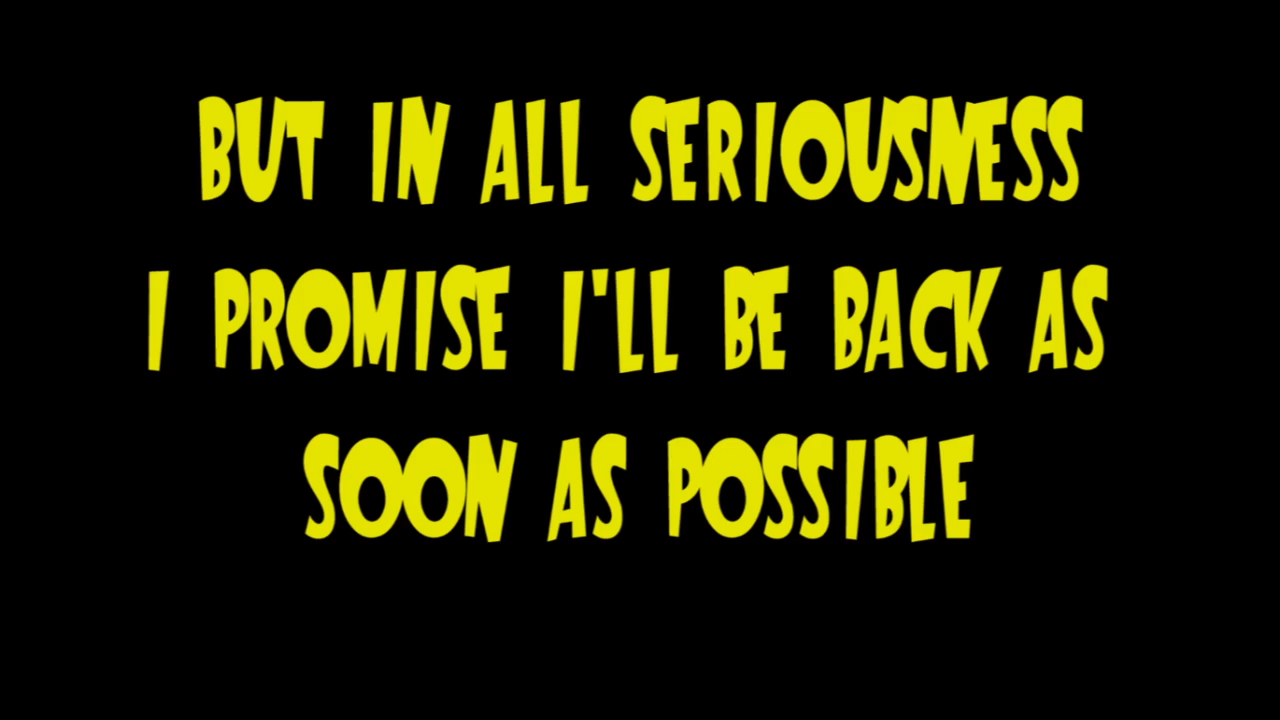 BUT IN ALL SERIOUSNESS
I PROMISE I'LL BE BACK AS
SOON AS POSSIBLE